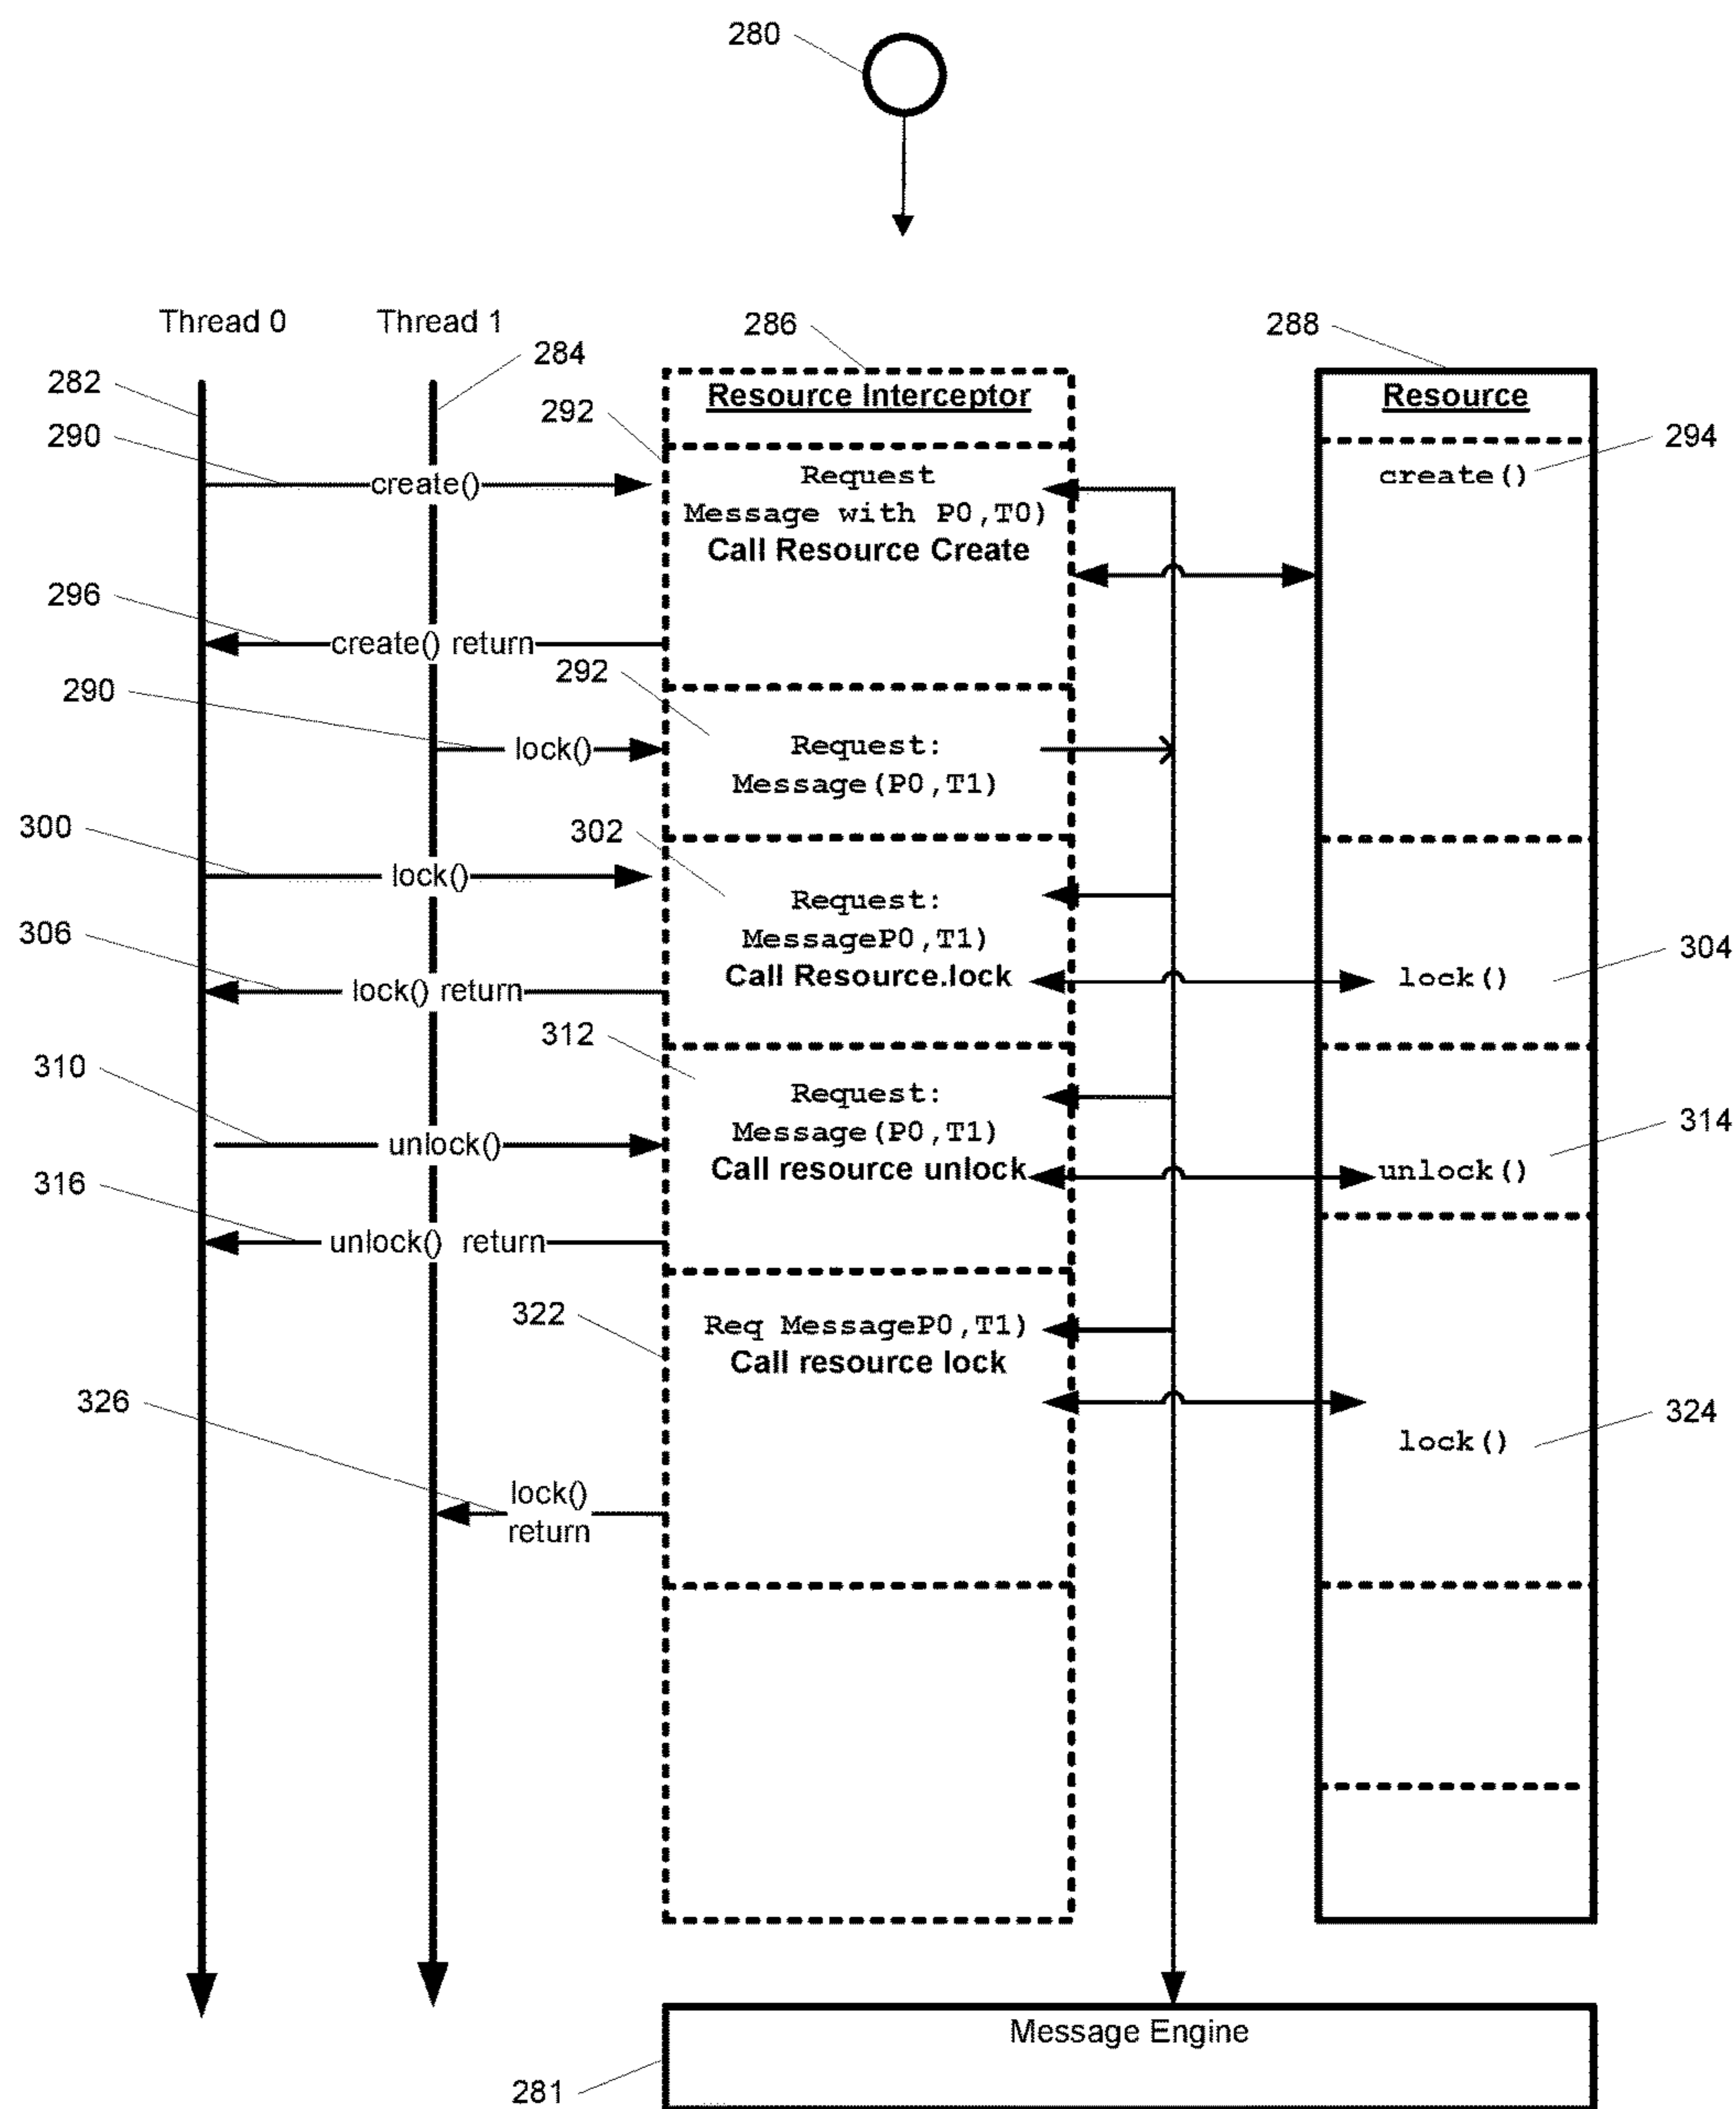 280
Thread 0
Thread 1
286
288
284
282
Resource Interceptor
Resource
292
290
294
create()
Request
create()
Message with P0,T0)
Call Resource Create
296
create() return
292
290
lock()
Request:
Message(P0,T1)
300
302
lock()
Request:
306
MessageP0,T1)
304
Call Resource.lock
lock()
lock() return
312
310
Request:
314
Message(P0,T1)
unlock()
Call resource unlock
unlock()
316
unlock() return
322
Req MessageP0,T1)
Call resource lock
326
324
lock()
lock()
return
Message Engine
281